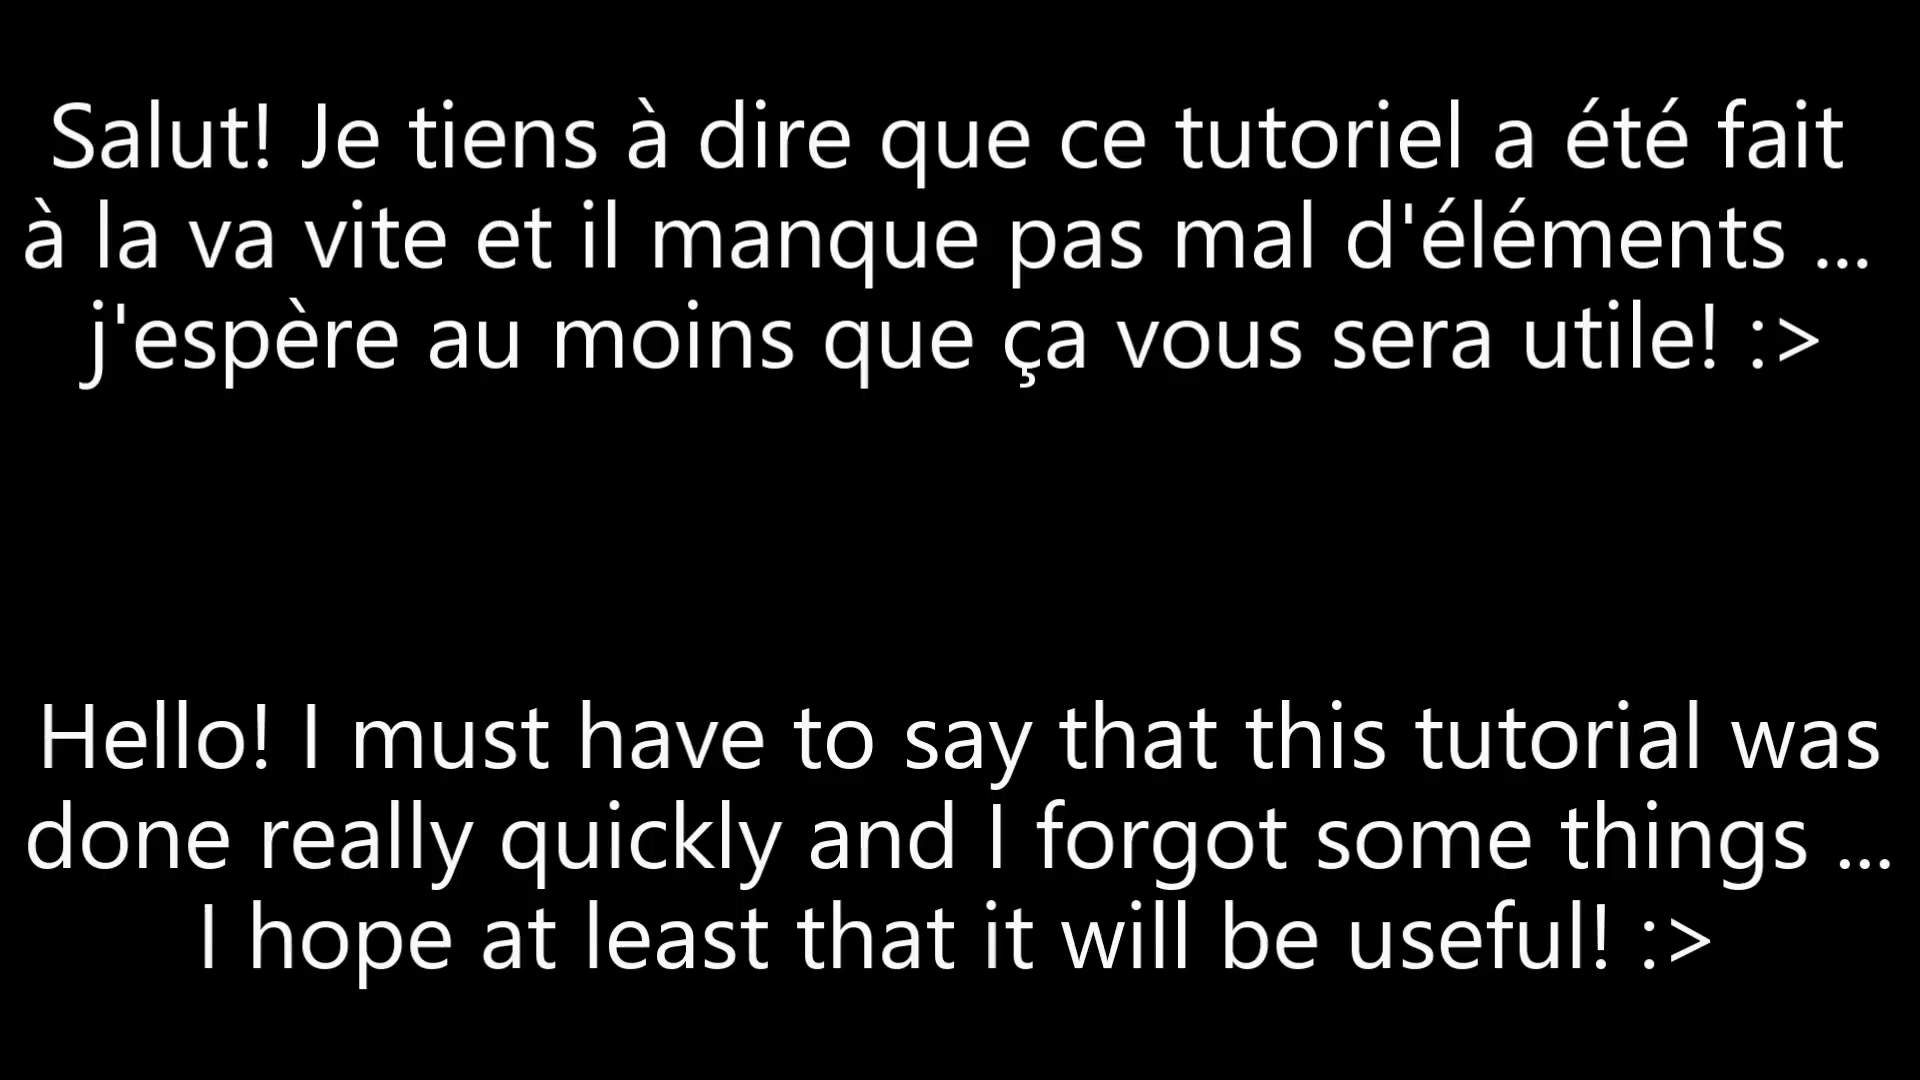 Salut! Je tiens à dire que ce tutoriel a été fait
à la va vite et il manque pas mal d'éléments ...
j'espère au moins que ça vous sera utile! :>
Hello! I must have to say that this tutorial was
done really quickly and I forgot some things ...
I hope at least that it will be useful! :>